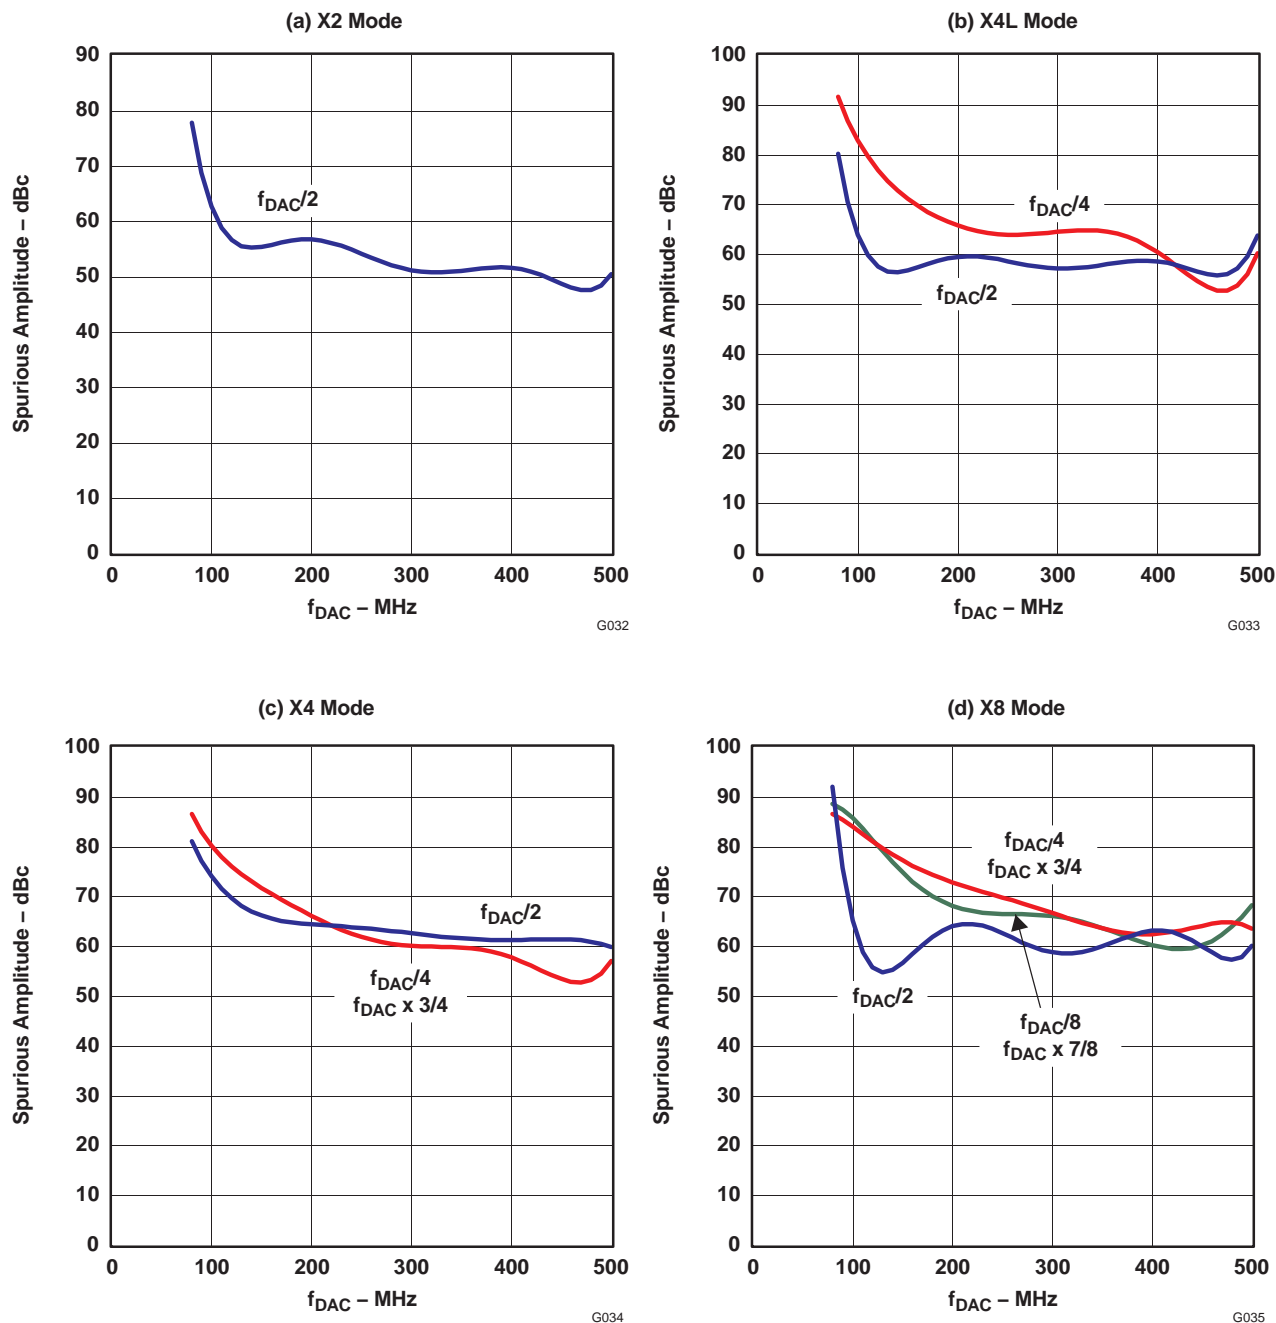 (a) X2 Mode
90
80
70
60
50
40
30
20
10
0
0 100 200 300 400 500
Spurious Amplitude – dBc
fDAC – MHz
fDAC/2
G032
(b) X4L Mode
100
90
80
70
60
50
40
30
20
10
0
0 100 200 300 400 500
Spurious Amplitude – dBc
fDAC – MHz
fDAC/4
fDAC/2
G033
(c) X4 Mode
100
90
80
70
60
50
40
30
20
10
0
0 100 200 300 400 500
Spurious Amplitude – dBc
fDAC – MHz
fDAC/2
fDAC/4
fDAC x 3/4
G034
(d) X8 Mode
100
90
80
70
60
50
40
30
20
10
0
0 100 200 300 400 500
Spurious Amplitude – dBc
fDAC – MHz
fDAC/4
fDAC x 3/4
fDAC/2
fDAC/8
fDAC x 7/8
G035